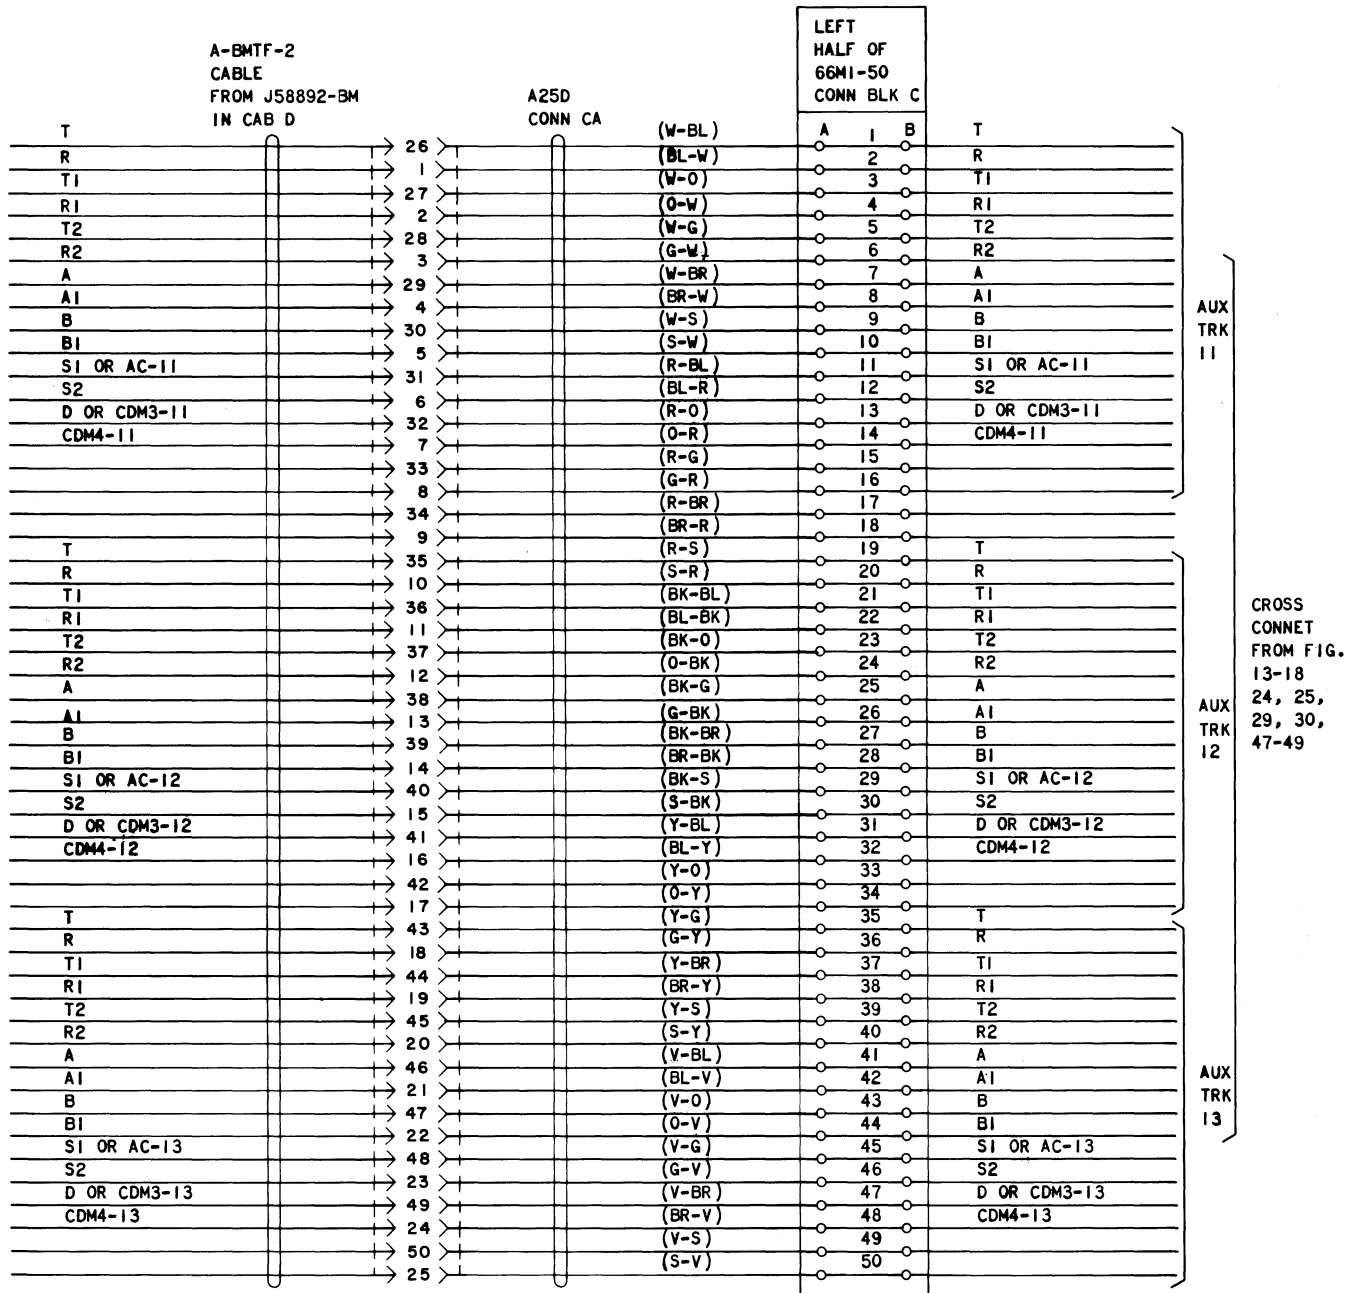 A-BMTF-2
CABLE
FROM J58892-BM
IN CAB D
A25D
CONN CA
LEFT
HALF OF
66M1-50
CONN BLK C
A B
T 26 (W-BL) 1 T
R 1 (BL-W) 2 R
T1 27 (W-O) 3 T1
R1 2 (O-W) 4 R1
T2 28 (W-G) 5 T2
R2 3 (G-W) 6 R2
A 29 (W-BR) 7 A
A1 4 (BR-W) 8 A1
B 30 (W-S) 9 B
B1 5 (S-W) 10 B1
S1 OR AC-11 31 (R-BL) 11 S1 OR AC-11
S2 6 (BL-R) 12 S2
D OR CDM3-11 32 (R-O) 13 D OR CDM3-11
CDM4-11 7 (O-R) 14 CDM4-11
33 (R-G) 15
8 (G-R) 16
34 (R-BR) 17
9 (BR-R) 18
AUX
TRK
11
T 35 (R-S) 19 T
R 10 (S-R) 20 R
T1 36 (BK-BL) 21 T1
R1 11 (BL-BK) 22 R1
T2 37 (BK-O) 23 T2
R2 12 (O-BK) 24 R2
A 38 (BK-G) 25 A
A1 13 (G-BK) 26 A1
B 39 (BK-BR) 27 B
B1 14 (BR-BK) 28 B1
S1 OR AC-12 40 (BK-S) 29 S1 OR AC-12
S2 15 (S-BK) 30 S2
D OR CDM3-12 41 (Y-BL) 31 D OR CDM3-12
CDM4-12 16 (BL-Y) 32 CDM4-12
42 (Y-O) 33
17 (O-Y) 34
AUX
TRK
12
T 43 (Y-G) 35 T
R 18 (G-Y) 36 R
T1 44 (Y-BR) 37 T1
R1 19 (BR-Y) 38 R1
T2 45 (Y-S) 39 T2
R2 20 (S-Y) 40 R2
A 46 (V-BL) 41 A
A1 21 (BL-V) 42 A1
B 47 (V-O) 43 B
B1 22 (O-V) 44 B1
S1 OR AC-13 48 (V-G) 45 S1 OR AC-13
S2 23 (G-V) 46 S2
D OR CDM3-13 49 (V-BR) 47 D OR CDM3-13
CDM4-13 24 (BR-V) 48 CDM4-13
50 (V-S) 49
25 (S-V) 50
AUX
TRK
13
CROSS
CONNET
FROM FIG.
13-18
24, 25,
29, 30,
47-49